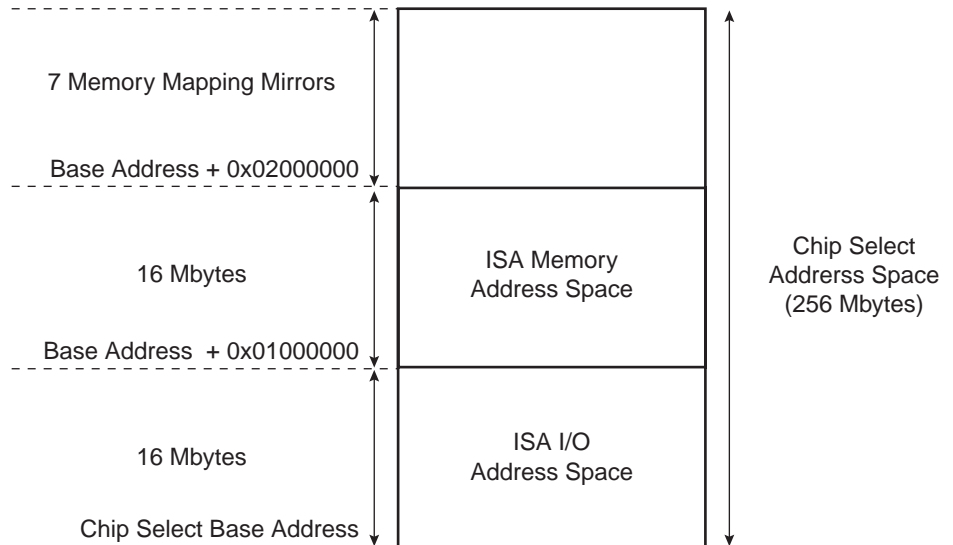 7 Memory Mapping Mirrors
Base Address + 0x02000000
16 Mbytes
ISA Memory
Address Space
Chip Select
Addrerss Space
(256 Mbytes)
Base Address + 0x01000000
16 Mbytes
ISA I/O
Address Space
Chip Select Base Address